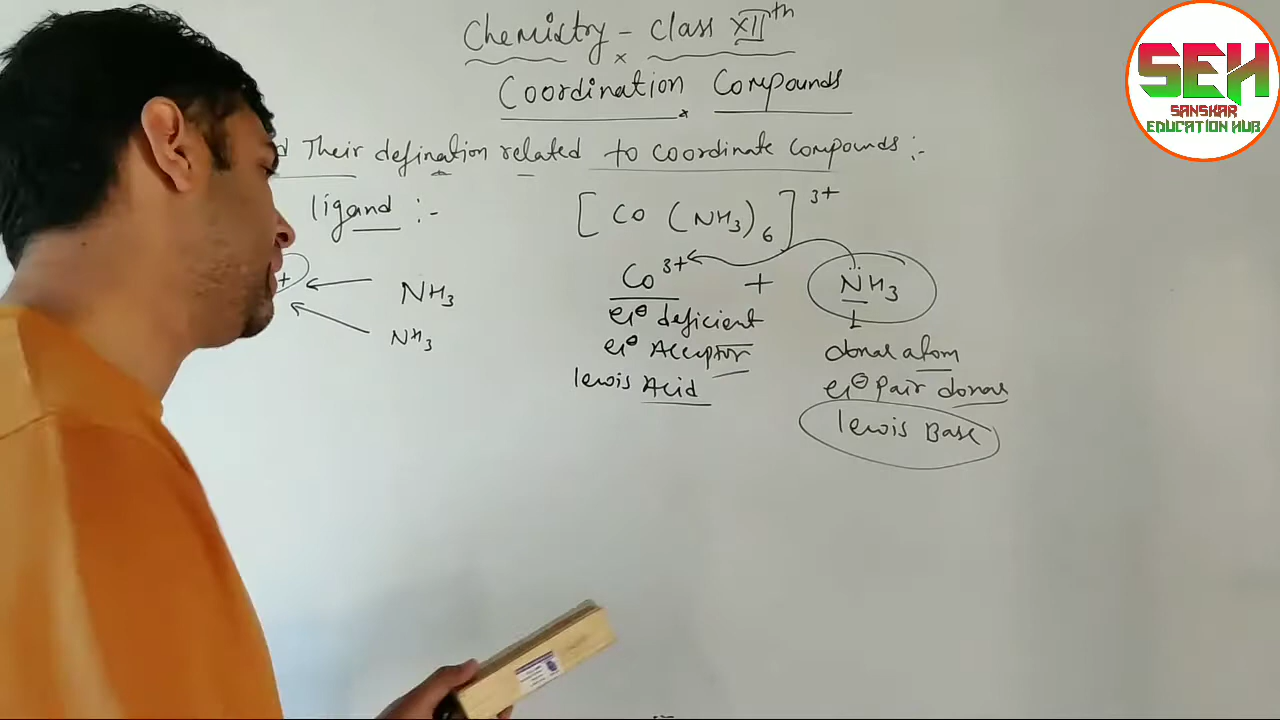 Chemistry - Class XIIth
Coordination Compounds
d Their defination related to coordinate compounds :-
ligand :-
[Co (NH3)6]3+
+ NH3
NH3
Co3+ + N̈H3
e⊖ deficient
e⊖ Acceptor
lewis Acid
L
donar atom
e⊖ Pair donar
lewis Base
SEH
SANSKAR
EDUCATION HUB